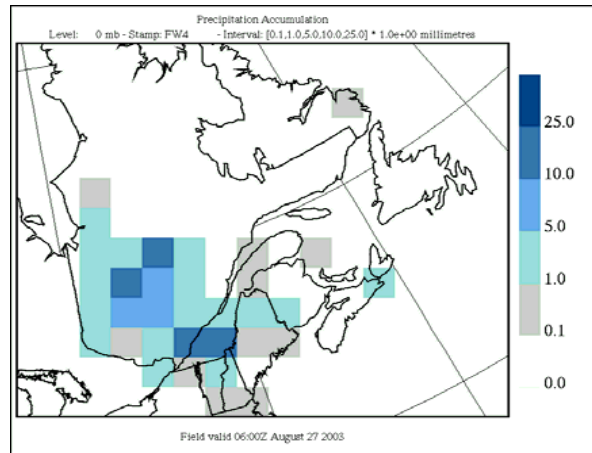 Precipitation Accumulation
Level: 0 mb - Stamp: FW4 - Interval: [0.1,1.0,5.0,10.0,25.0] * 1.0e+00 millimetres
25.0
10.0
5.0
1.0
0.1
0.0
Field valid 06:00Z August 27 2003